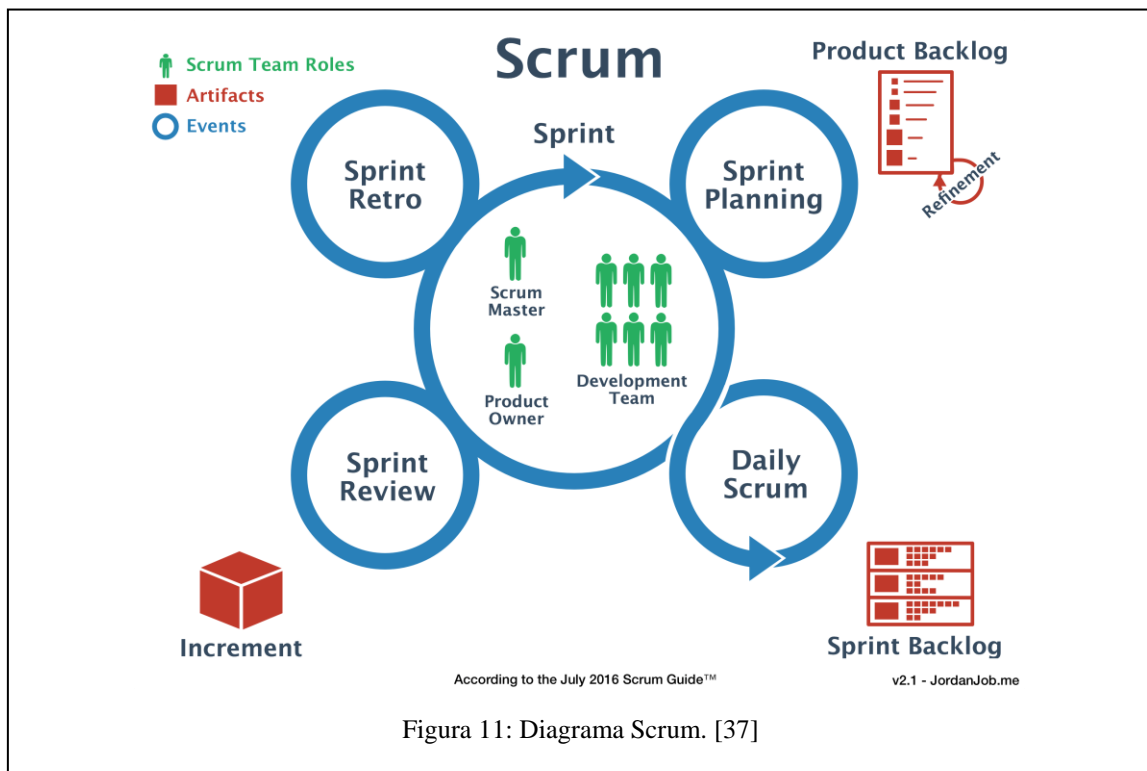 Scrum
Scrum Team Roles
Artifacts
Events
Product Backlog
Refinement
Sprint
Sprint
Retro
Sprint
Planning
Scrum
Master
Product
Owner
Development
Team
Sprint
Review
Daily
Scrum
Increment
Sprint Backlog
According to the July 2016 Scrum Guide™
v2.1 - JordanJob.me
Figura 11: Diagrama Scrum. [37]